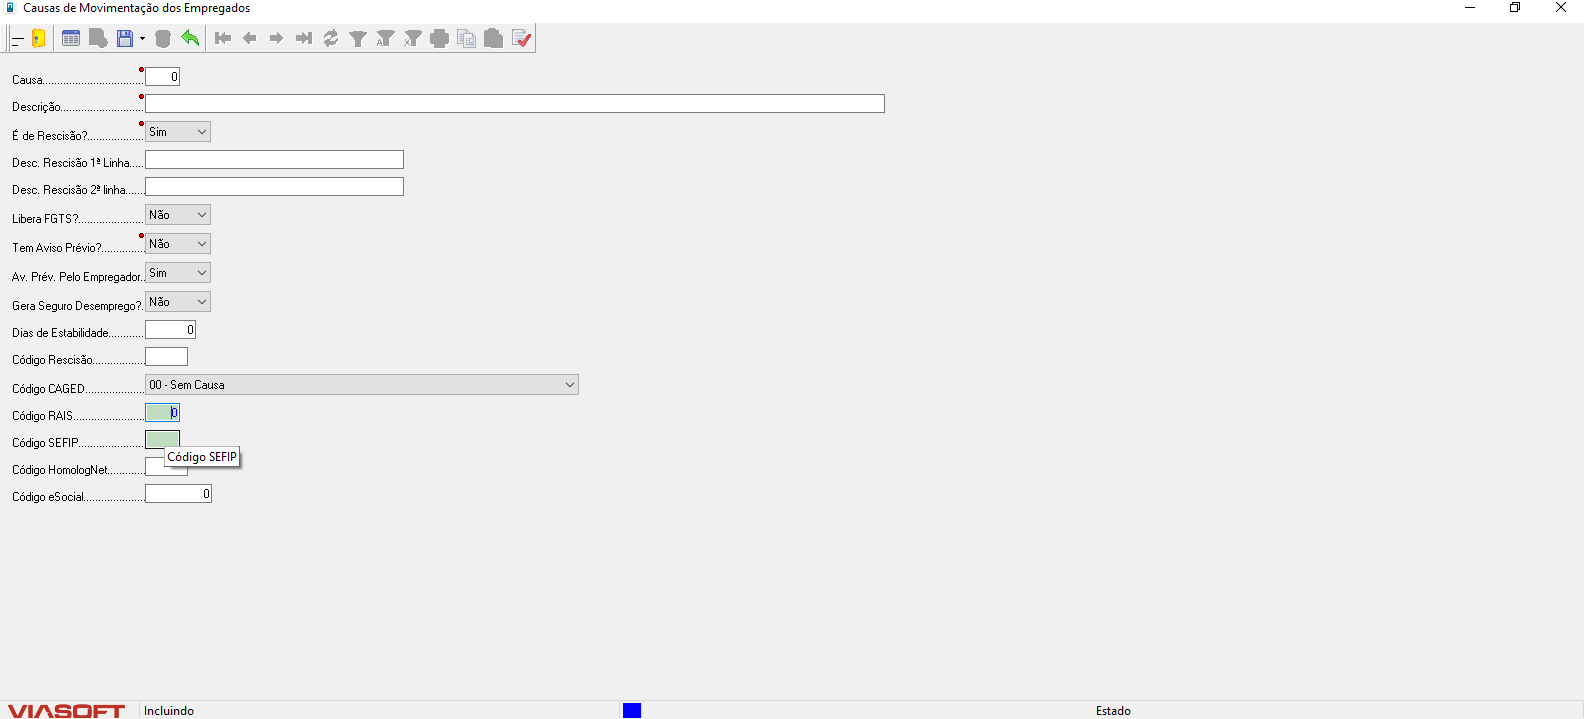 Causas de Movimentação dos Empregados
Causa.................................. 0
Descrição............................
É de Rescisão?................... Sim
Desc. Rescisão 1ª Linha.....
Desc. Rescisão 2ª linha.......
Libera FGTS?...................... Não
Tem Aviso Prévio?............... Não
Av. Prév. Pelo Empregador.. Sim
Gera Seguro Desemprego?. Não
Dias de Estabilidade............ 0
Código Rescisão..................
Código CAGED.................... 00 - Sem Causa
Código RAIS........................ 0
Código SEFIP......................
Código SEFIP
Código HomologNet............
Código eSocial..................... 0
VIASOFT Incluindo Estado